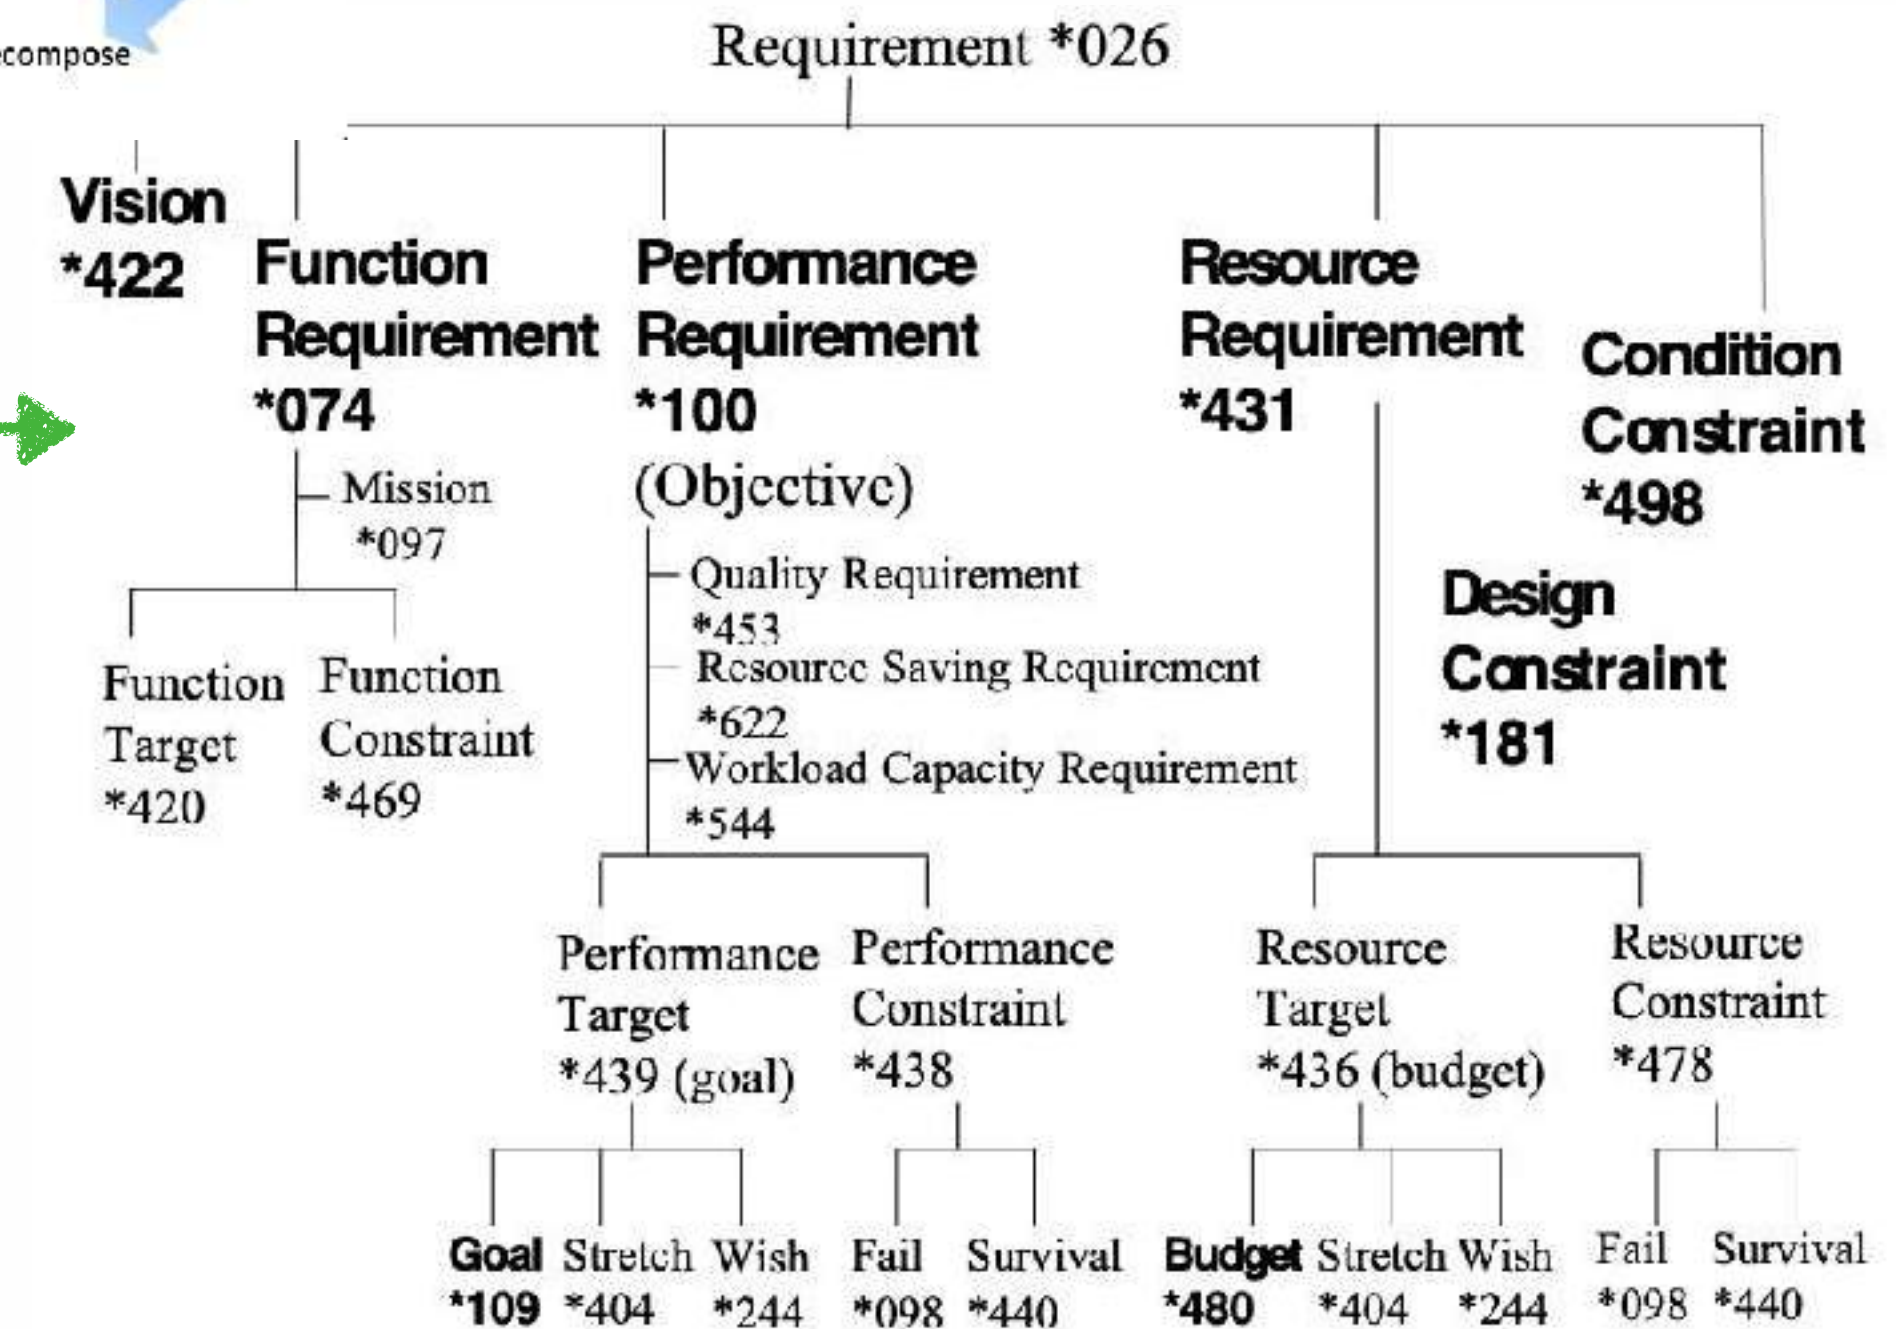 Requirement *026
ecompose
Vision
*422
Function
Requirement
*074
Mission
*097
Function
Target
*420
Function
Constraint
*469
Performance
Requirement
*100
(Objective)
Quality Requirement
*453
Resource Saving Requirement
*622
Workload Capacity Requirement
*544
Resource
Requirement
*431
Condition
Constraint
*498
Design
Constraint
*181
Performance
Target
*439 (goal)
Performance
Constraint
*438
Resource
Target
*436 (budget)
Resource
Constraint
*478
Goal
*109
Stretch
*404
Wish
*244
Fail
*098
Survival
*440
Budget
*480
Stretch
*404
Wish
*244
Fail
*098
Survival
*440